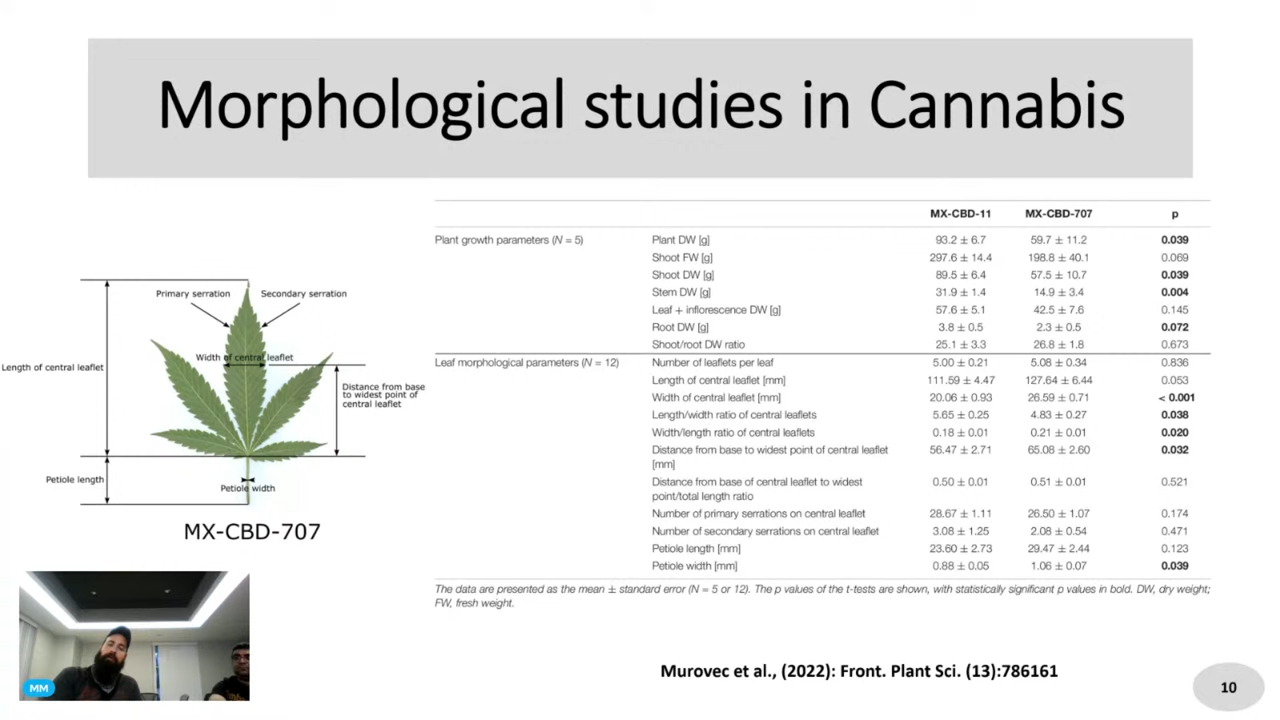 Morphological studies in Cannabis
Primary serration Secondary serration
Width of central leaflet
Length of central leaflet
Distance from base
to widest point of
central leaflet
Petiole length
Petiole width
MX-CBD-707
MX-CBD-11 MX-CBD-707 p
Plant growth parameters (N = 5) Plant DW [g] 93.2 ± 6.7 59.7 ± 11.2 0.039
Shoot FW [g] 297.6 ± 14.4 198.8 ± 40.1 0.069
Shoot DW [g] 89.5 ± 6.4 57.5 ± 10.7 0.039
Stem DW [g] 31.9 ± 1.4 14.9 ± 3.4 0.004
Leaf + inflorescence DW [g] 57.6 ± 5.1 42.5 ± 7.6 0.145
Root DW [g] 3.8 ± 0.5 2.3 ± 0.5 0.072
Shoot/root DW ratio 25.1 ± 3.3 26.8 ± 1.8 0.673
Leaf morphological parameters (N = 12) Number of leaflets per leaf 5.00 ± 0.21 5.08 ± 0.34 0.836
Length of central leaflet [mm] 111.59 ± 4.47 127.64 ± 6.44 0.053
Width of central leaflet [mm] 20.06 ± 0.93 26.59 ± 0.71 < 0.001
Length/width ratio of central leaflets 5.65 ± 0.25 4.83 ± 0.27 0.038
Width/length ratio of central leaflets 0.18 ± 0.01 0.21 ± 0.01 0.020
Distance from base to widest point of central leaflet 56.47 ± 2.71 65.08 ± 2.60 0.032
[mm]
Distance from base of central leaflet to widest 0.50 ± 0.01 0.51 ± 0.01 0.521
point/total length ratio
Number of primary serrations on central leaflet 28.67 ± 1.11 26.50 ± 1.07 0.174
Number of secondary serrations on central leaflet 3.08 ± 1.25 2.08 ± 0.54 0.471
Petiole length [mm] 23.60 ± 2.73 29.47 ± 2.44 0.123
Petiole width [mm] 0.88 ± 0.05 1.06 ± 0.07 0.039
The data are presented as the mean ± standard error (N = 5 or 12). The p values of the t-tests are shown, with statistically significant p values in bold. DW, dry weight;
FW, fresh weight.
Murovec et al., (2022): Front. Plant Sci. (13):786161
MM
10